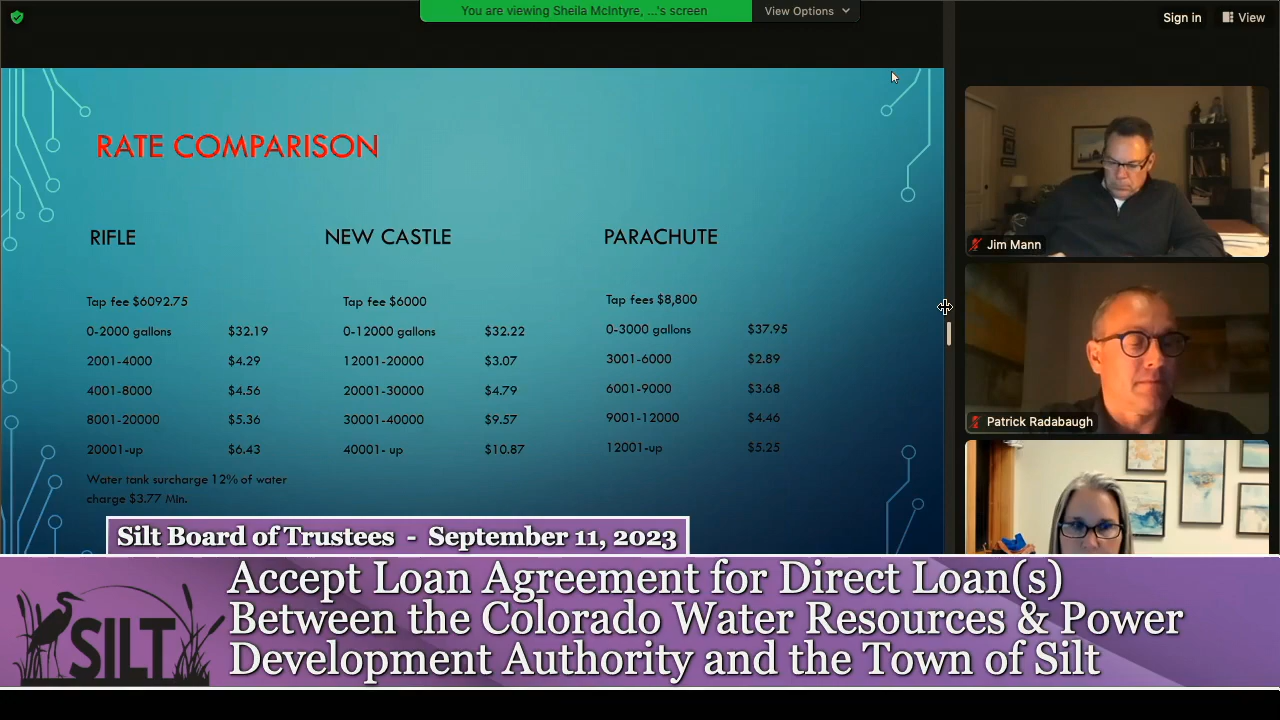 You are viewing Sheila McIntyre, ...'s screen
View Options
Sign in
View
RATE COMPARISON
RIFLE
Tap fee $6092.75
0-2000 gallons $32.19
2001-4000 $4.29
4001-8000 $4.56
8001-20000 $5.36
20001-up $6.43
Water tank surcharge 12% of water
charge $3.77 Min.
NEW CASTLE
Tap fee $6000
0-12000 gallons $32.22
12001-20000 $3.07
20001-30000 $4.79
30001-40000 $9.57
40001- up $10.87
PARACHUTE
Tap fees $8,800
0-3000 gallons $37.95
3001-6000 $2.89
6001-9000 $3.68
9001-12000 $4.46
12001-up $5.25
Jim Mann
Patrick Radabaugh
Silt Board of Trustees - September 11, 2023
SILT
Accept Loan Agreement for Direct Loan(s)
Between the Colorado Water Resources & Power
Development Authority and the Town of Silt